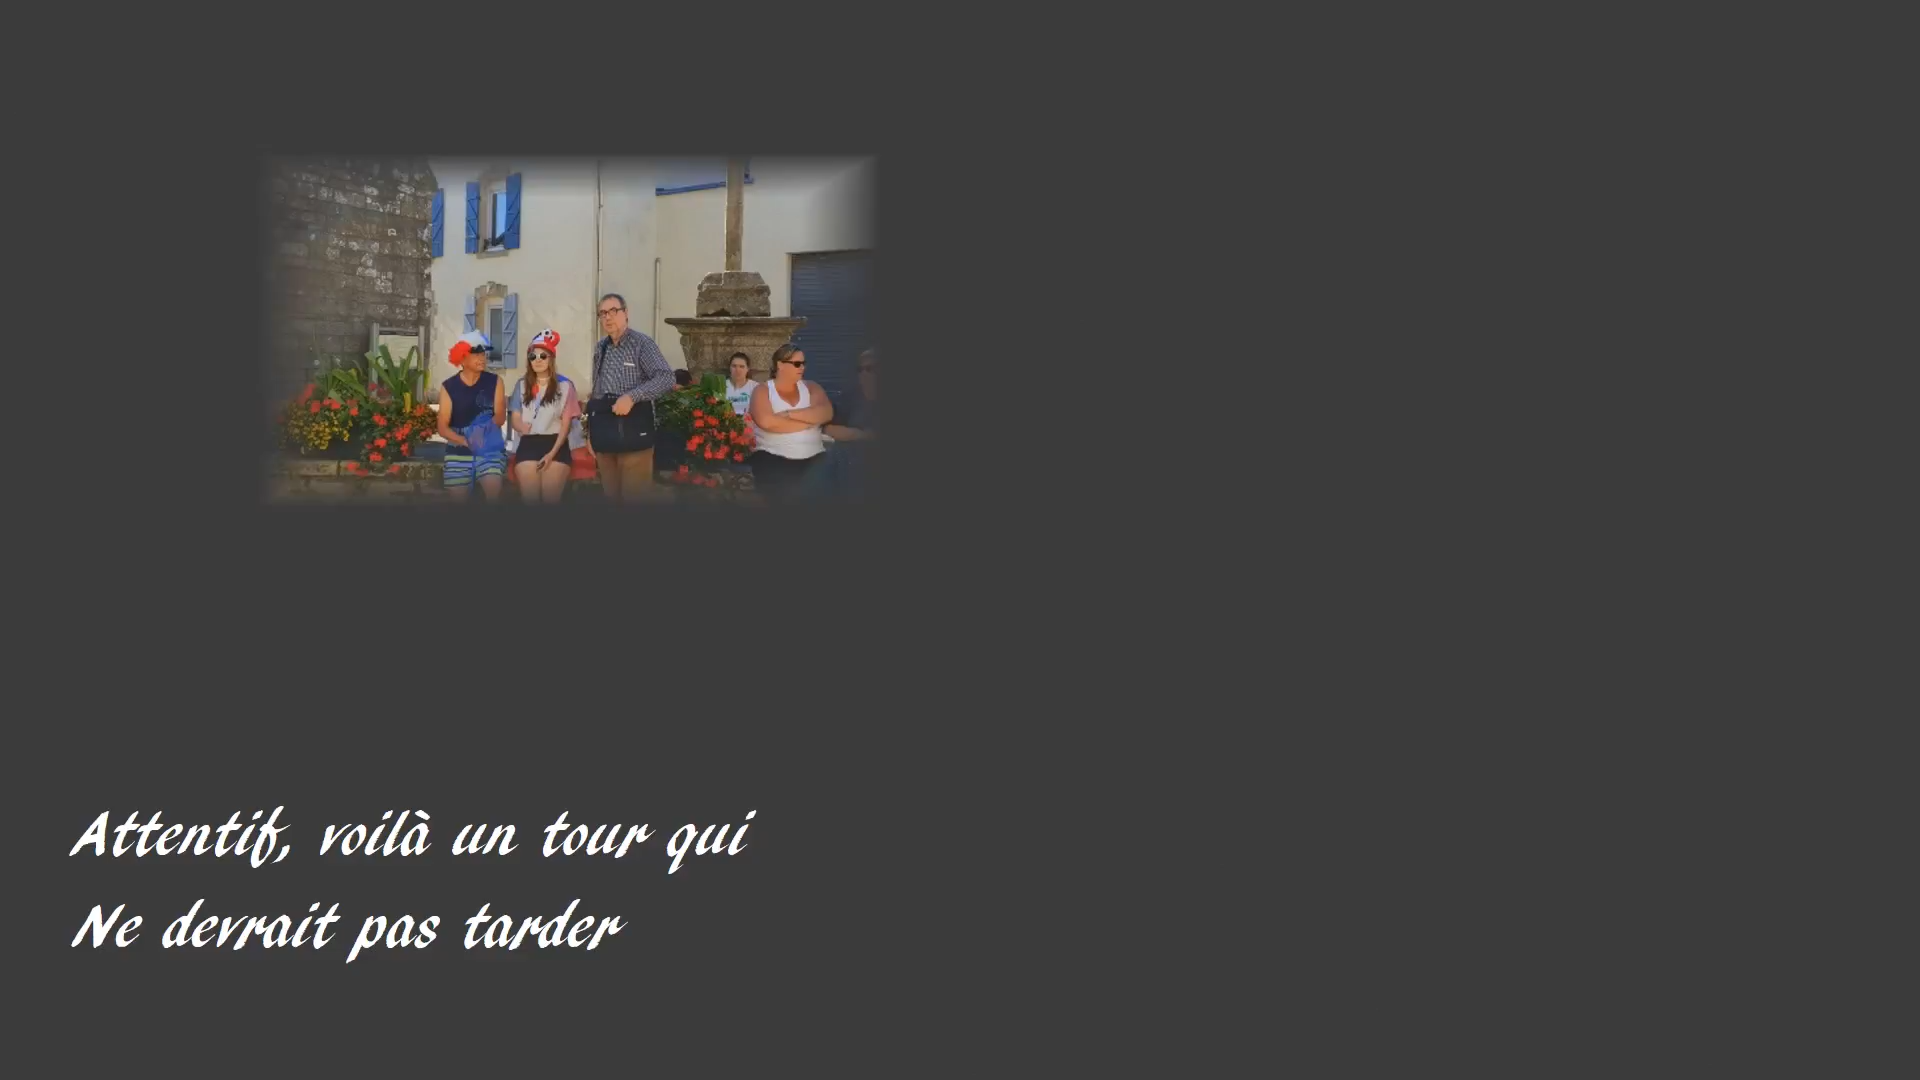 Attentif, voilà un tour qui
Ne devrait pas tarder